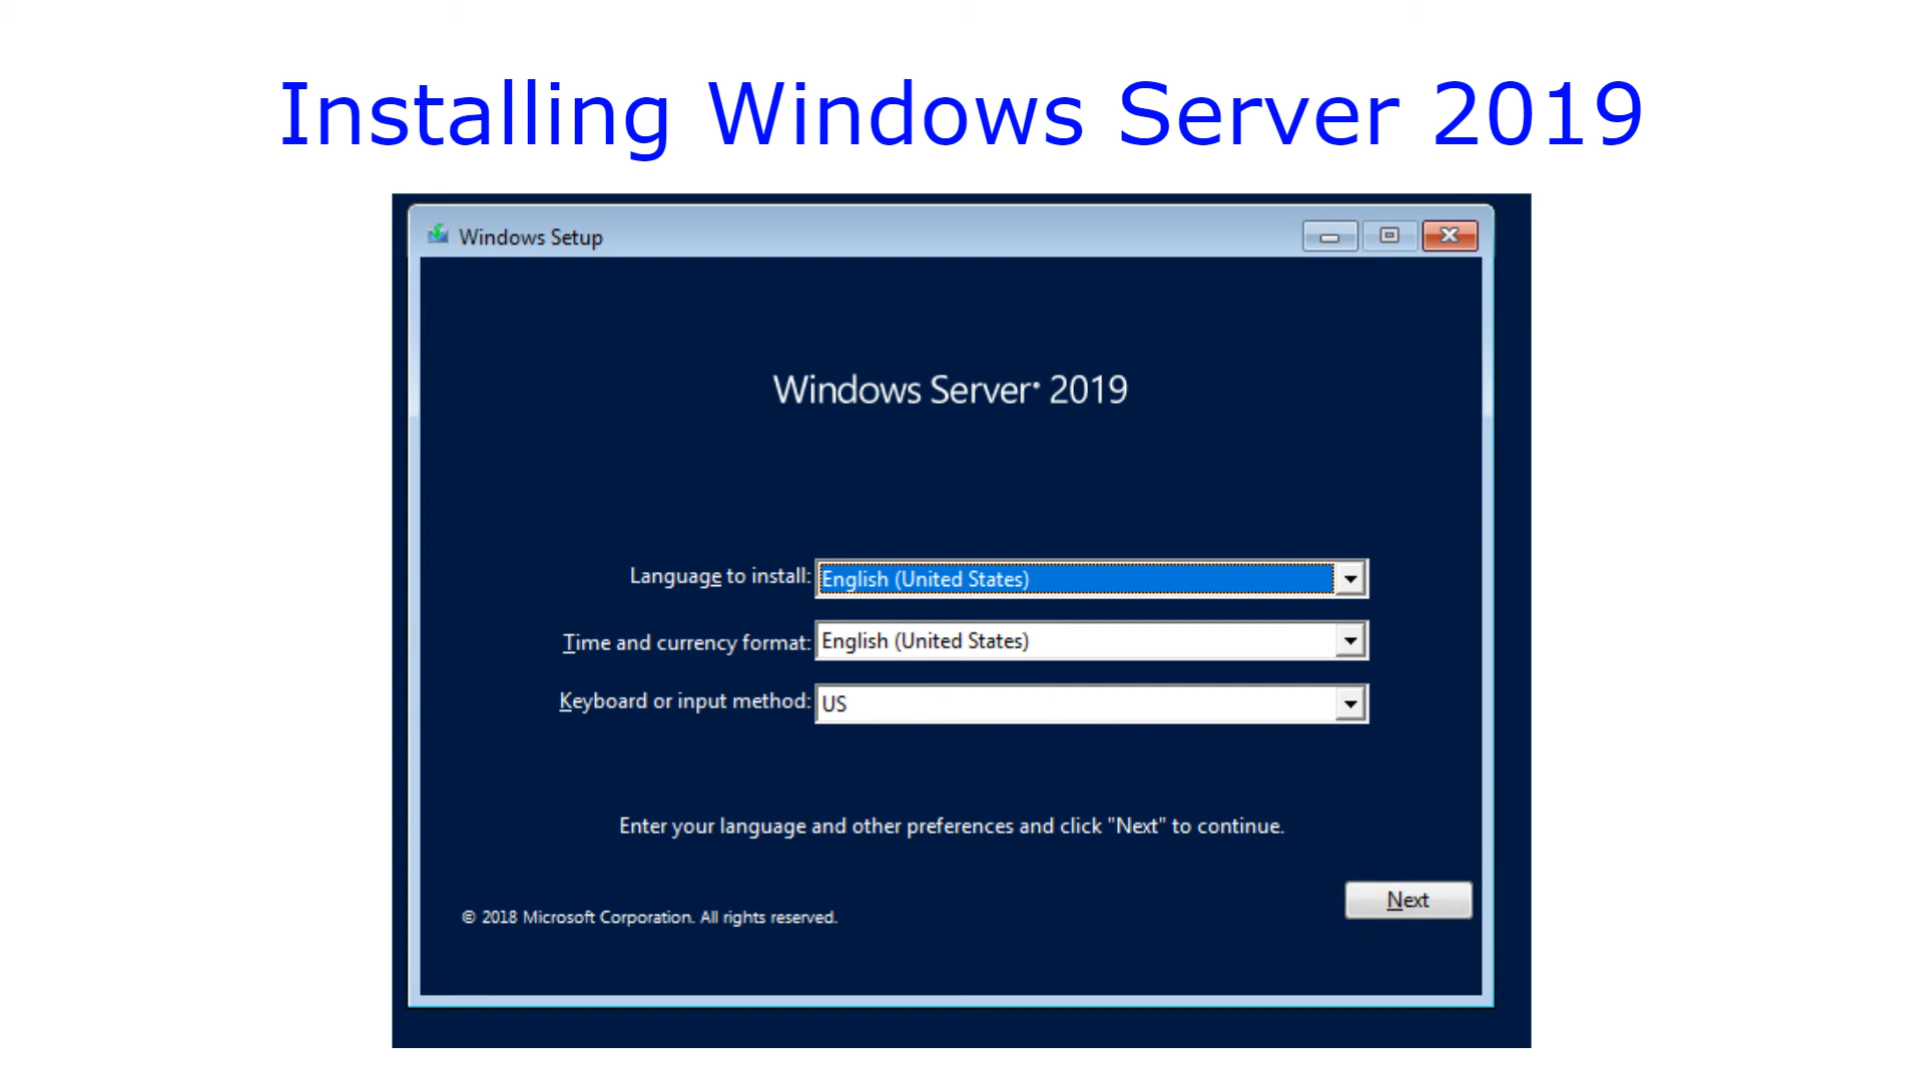 Installing Windows Server 2019
Windows Setup
Windows Server® 2019
Language to install: English (United States)
Time and currency format: English (United States)
Keyboard or input method: US
Enter your language and other preferences and click "Next" to continue.
Next
© 2018 Microsoft Corporation. All rights reserved.